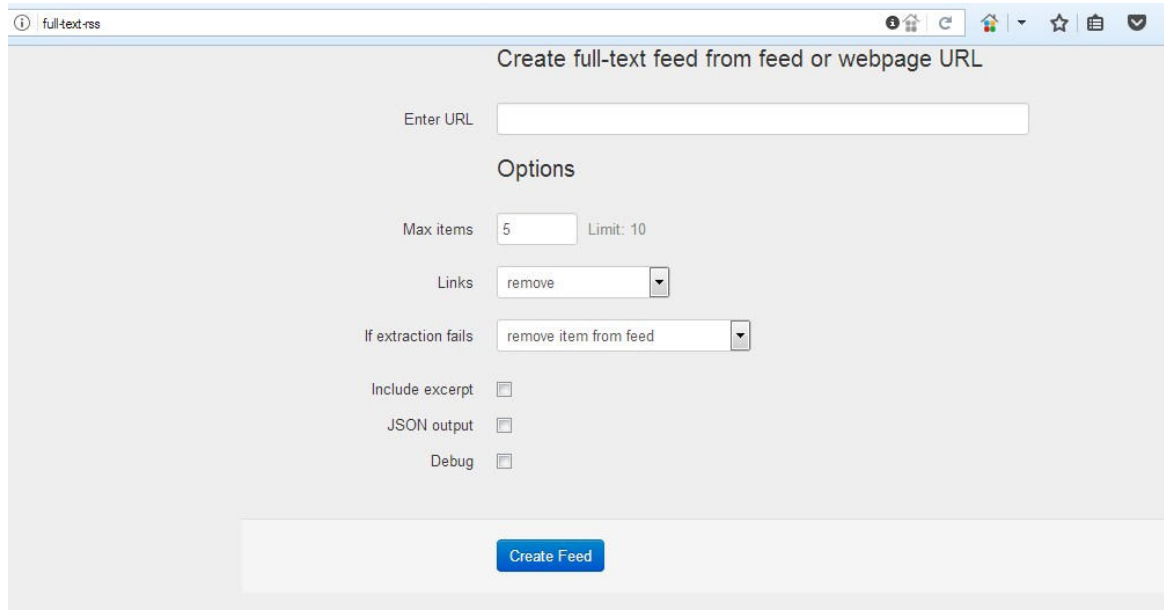 full-text-rss
Create full-text feed from feed or webpage URL
Enter URL
Options
Max items 5 Limit: 10
Links remove
If extraction fails remove item from feed
Include excerpt
JSON output
Debug
Create Feed